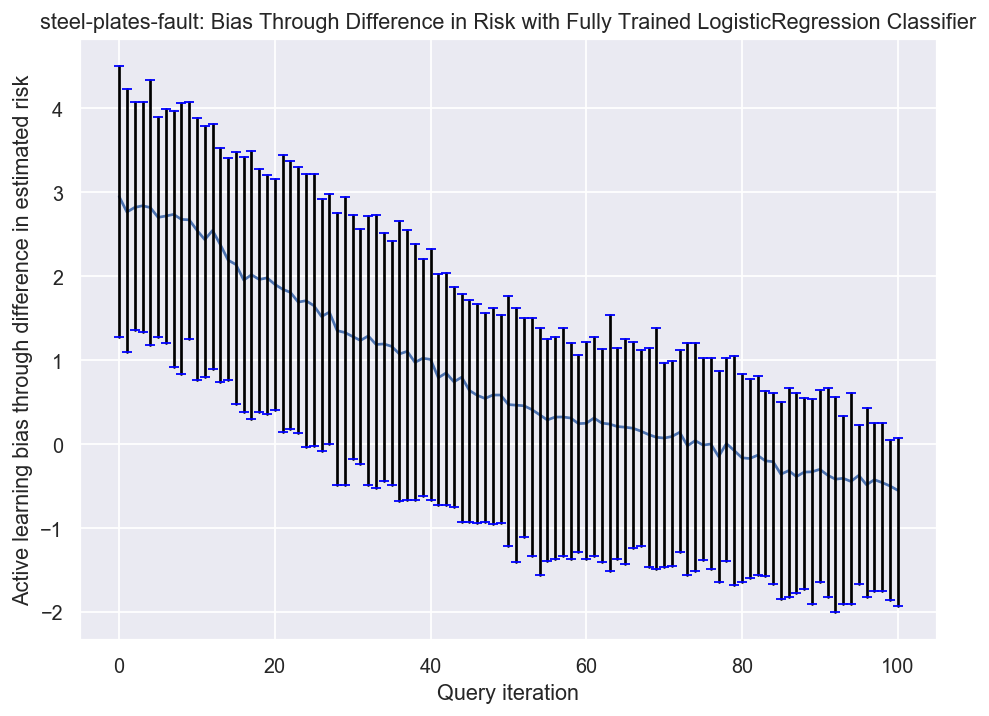 steel-plates-fault: Bias Through Difference in Risk with Fully Trained LogisticRegression Classifier
Active learning bias through difference in estimated risk
4
3
2
1
0
−1
−2
0 20 40 60 80 100
Query iteration